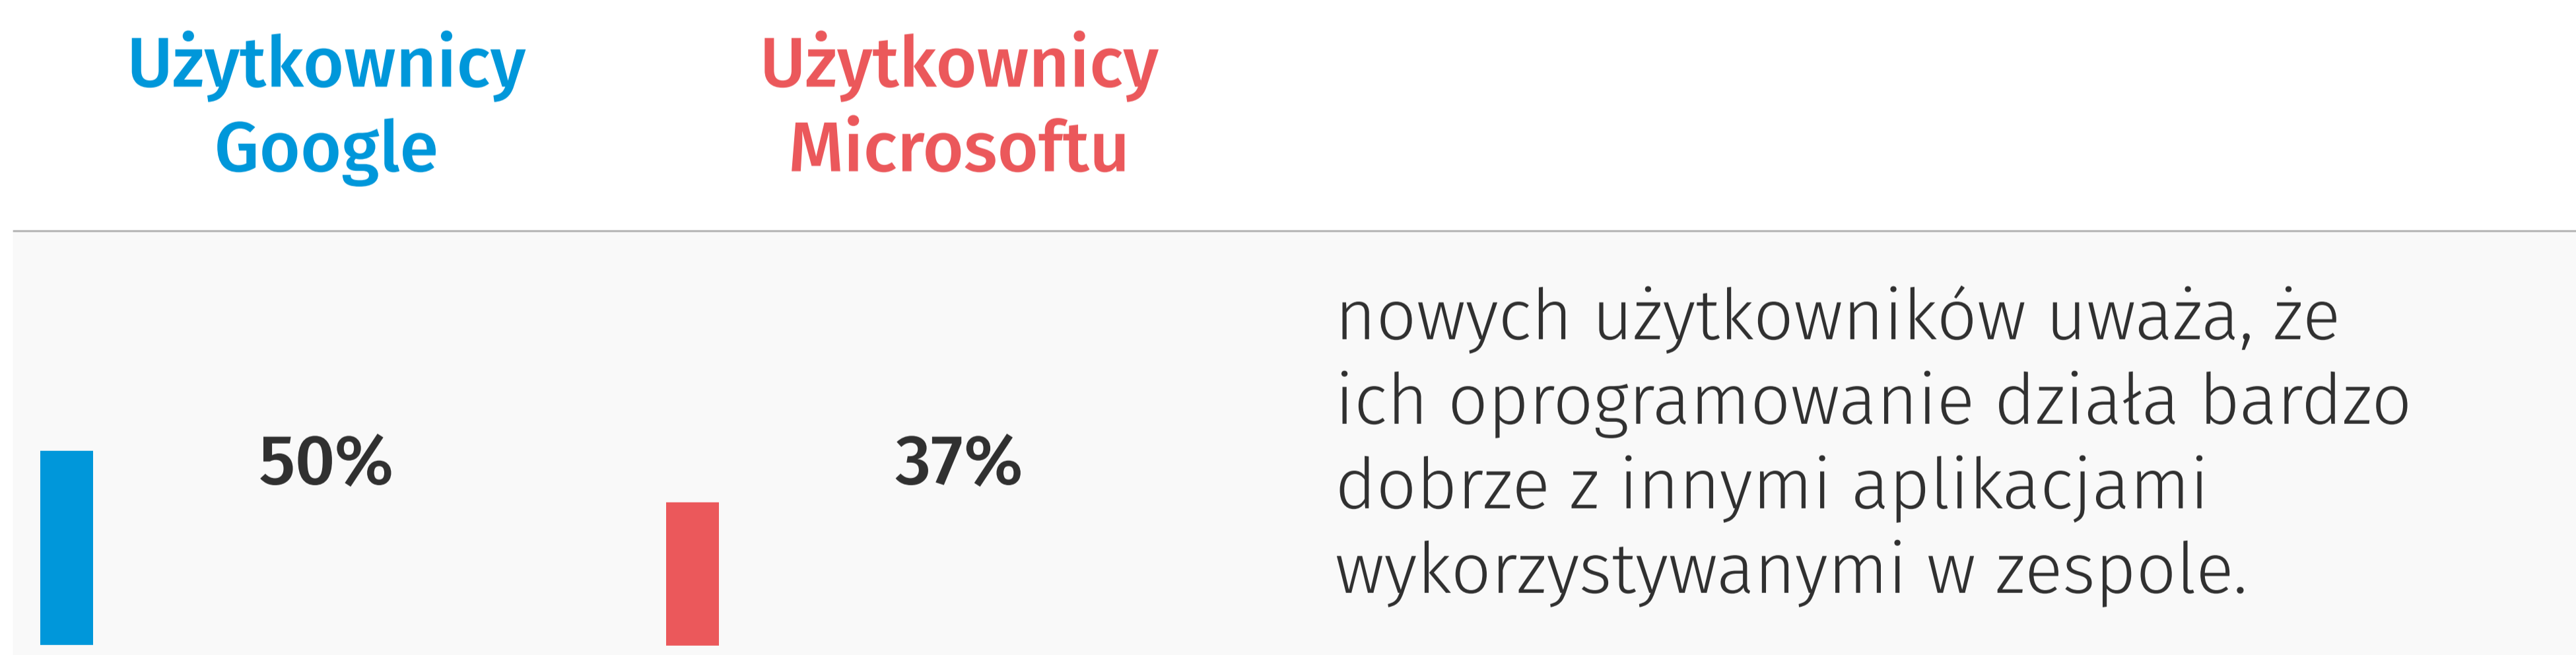 Użytkownicy
Google
Użytkownicy
Microsoftu
50%
37%
nowych użytkowników uważa, że
ich oprogramowanie działa bardzo
dobrze z innymi aplikacjami
wykorzystywanymi w zespole.